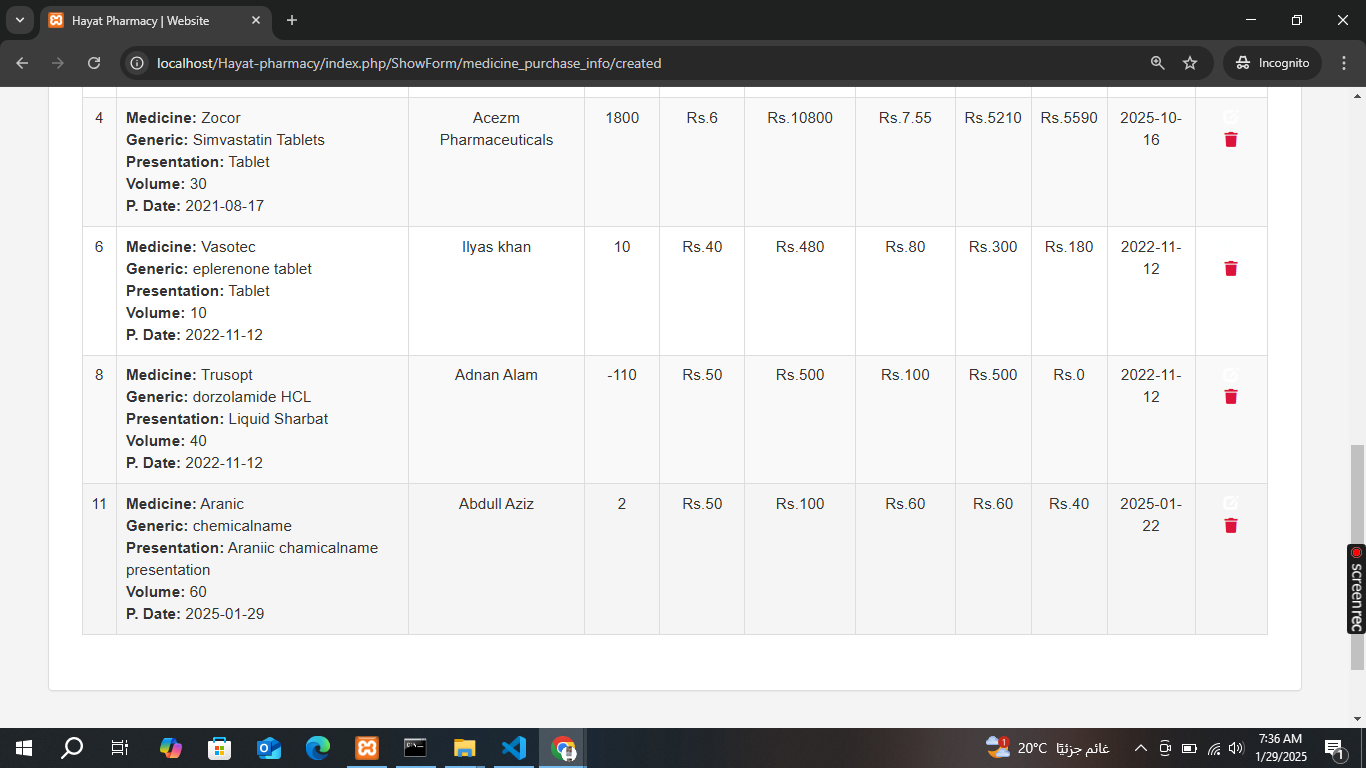 Hayat Pharmacy | Website
localhost/Hayat-pharmacy/index.php/ShowForm/medicine_purchase_info/created
Incognito
4
Medicine: Zocor
Generic: Simvastatin Tablets
Presentation: Tablet
Volume: 30
P. Date: 2021-08-17
Acezm
Pharmaceuticals
1800
Rs.6
Rs.10800
Rs.7.55
Rs.5210
Rs.5590
2025-10-
16
6
Medicine: Vasotec
Generic: eplerenone tablet
Presentation: Tablet
Volume: 10
P. Date: 2022-11-12
Ilyas khan
10
Rs.40
Rs.480
Rs.80
Rs.300
Rs.180
2022-11-
12
8
Medicine: Trusopt
Generic: dorzolamide HCL
Presentation: Liquid Sharbat
Volume: 40
P. Date: 2022-11-12
Adnan Alam
-110
Rs.50
Rs.500
Rs.100
Rs.500
Rs.0
2022-11-
12
11
Medicine: Aranic
Generic: chemicalname
Presentation: Araniic chamicalname
presentation
Volume: 60
P. Date: 2025-01-29
Abdull Aziz
2
Rs.50
Rs.100
Rs.60
Rs.60
Rs.40
2025-01-
22
screen rec
1
20°C
غائم جزئيًا
7:36 AM
1/29/2025
1